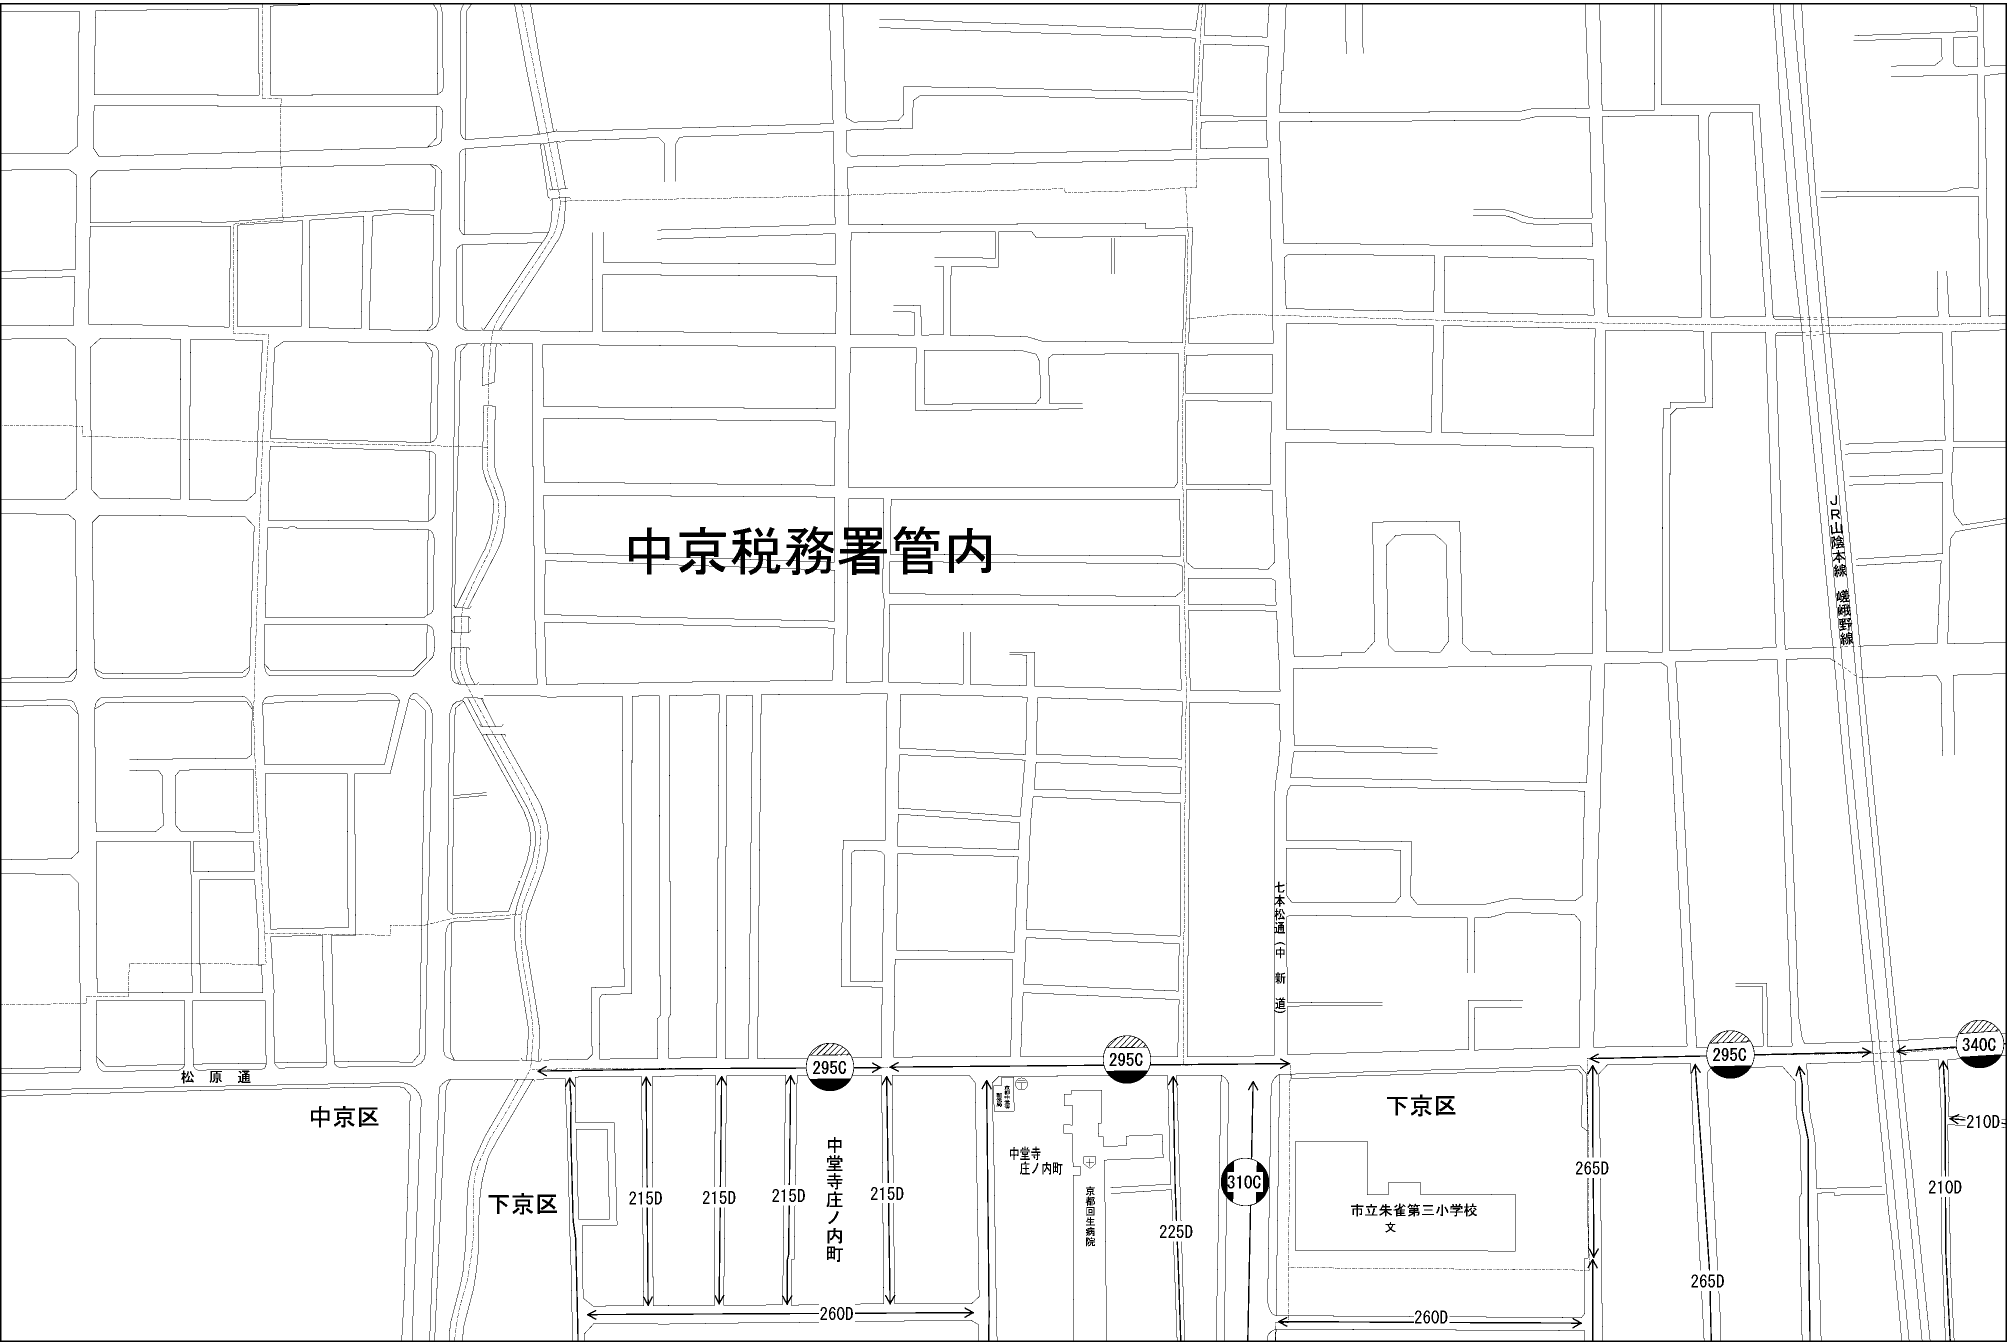 中京税務署管内
JR山陰本線　嵯峨野線
七本松通(中　新　道)
松　原　通
中京区
下京区
下京区
295C
295C
295C
340C
中堂寺庄ノ内町
中堂寺
庄ノ内町
京都回生病院
市立朱雀第三小学校
文
310C
215D
215D
215D
215D
225D
265D
265D
210D
210D
260D
260D